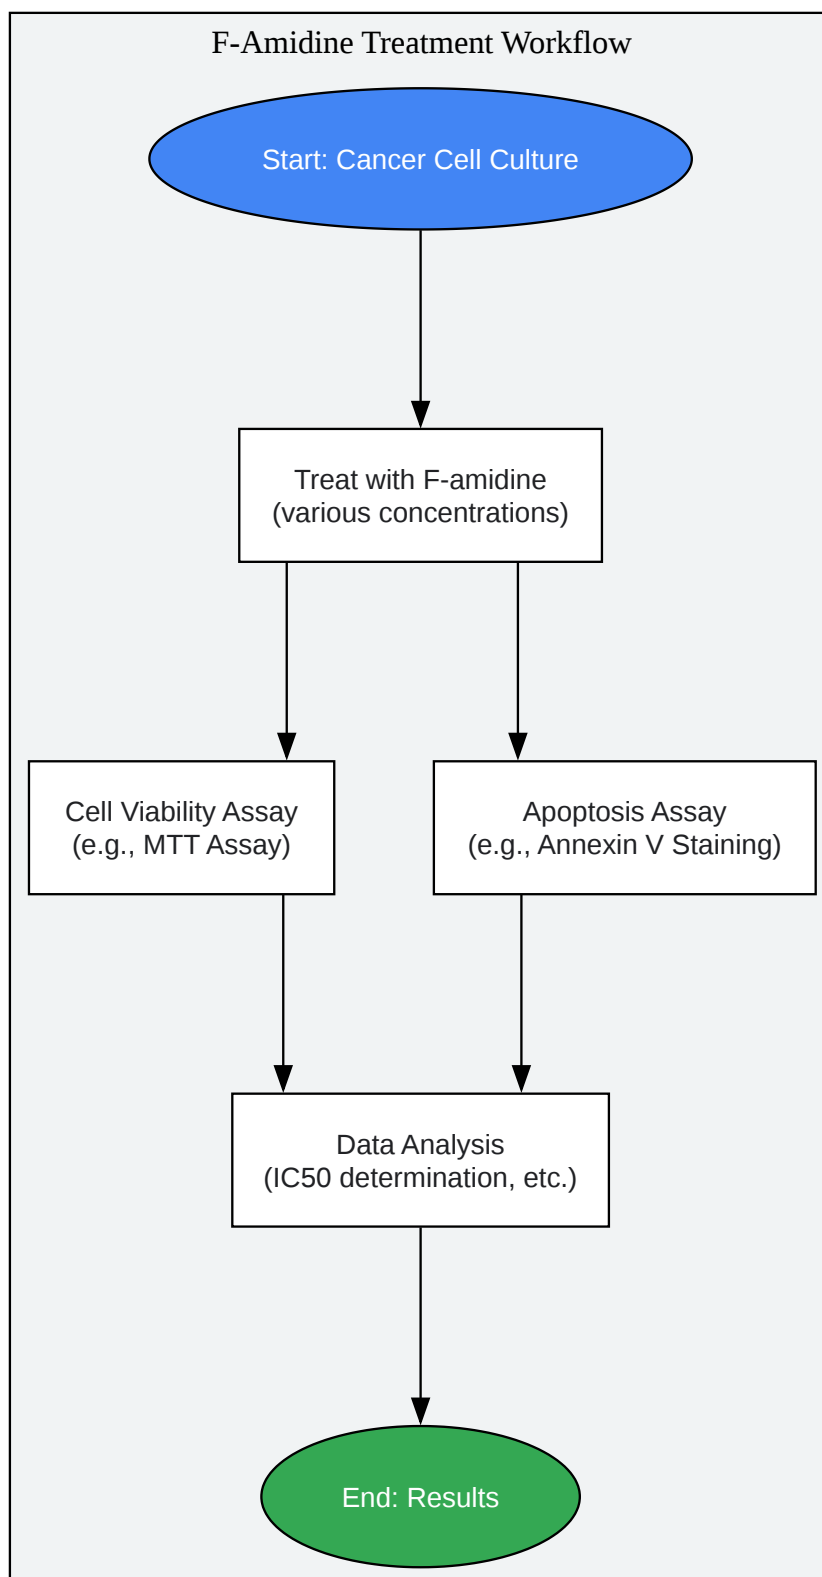 F-Amidine Treatment Workflow
Start: Cancer Cell Culture
Treat with F-amidine
(various concentrations)
Cell Viability Assay
(e.g., MTT Assay)
Apoptosis Assay
(e.g., Annexin V Staining)
Data Analysis
(IC50 determination, etc.)
End: Results